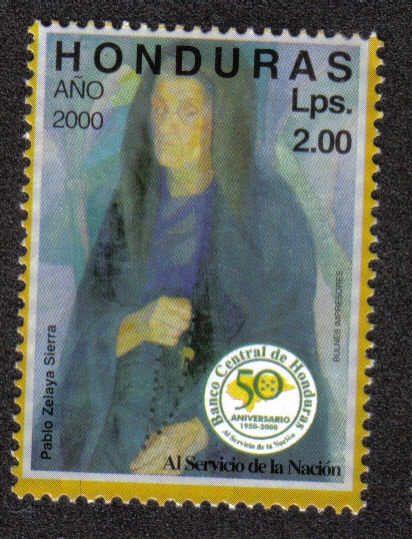 HONDURAS
AÑO
2000
Lps.
2.00
Pablo Zelaya Sierra
BULNES IMPRESORES
Banco Central de Honduras
50
ANIVERSARIO
1950-2000
Al Servicio de la Nación
Al Servicio de la Nación